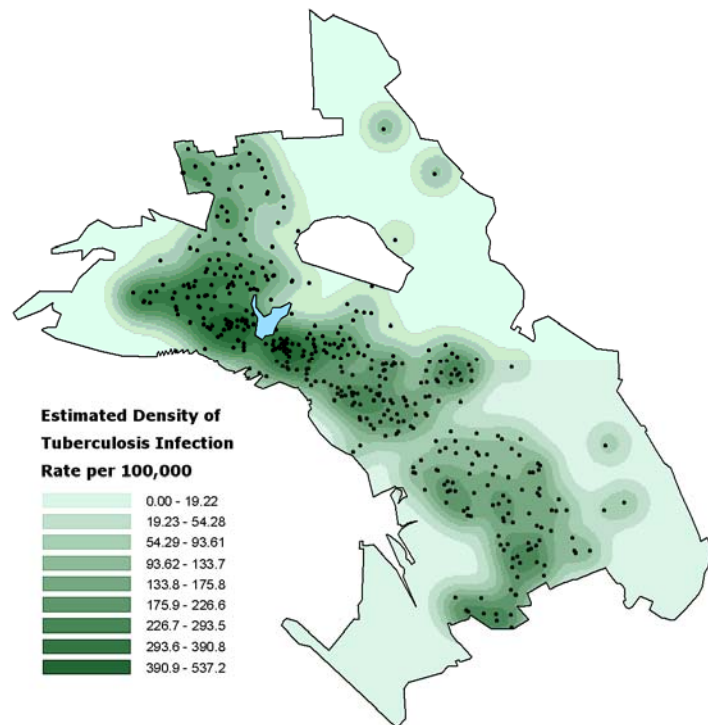 Estimated Density of
Tuberculosis Infection
Rate per 100,000
0.00 - 19.22
19.23 - 54.28
54.29 - 93.61
93.62 - 133.7
133.8 - 175.8
175.9 - 226.6
226.7 - 293.5
293.6 - 390.8
390.9 - 537.2